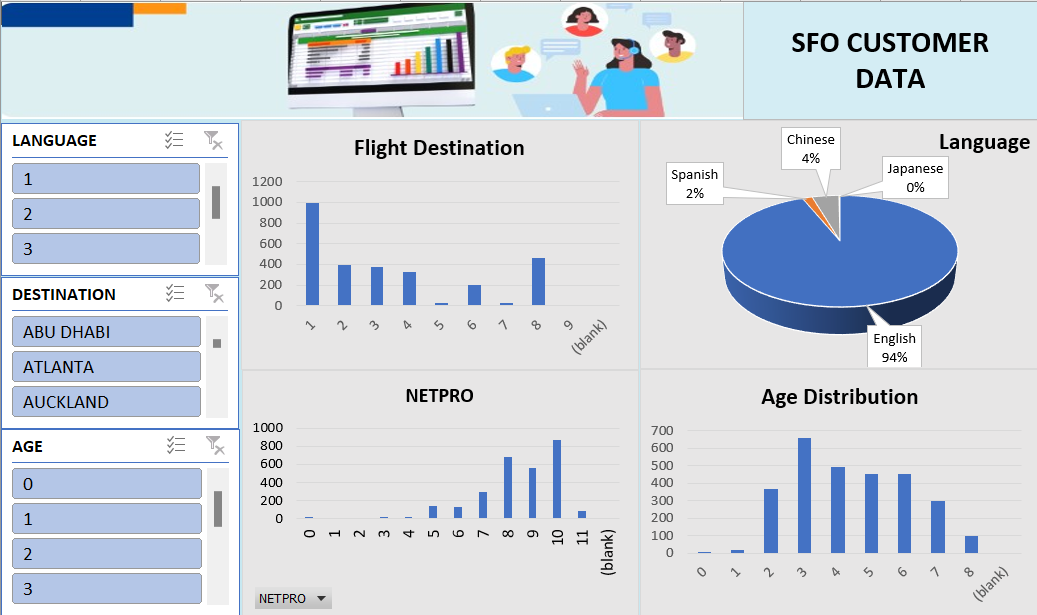 SFO CUSTOMER
DATA
LANGUAGE
1
2
3
DESTINATION
ABU DHABI
ATLANTA
AUCKLAND
AGE
0
1
2
3
Flight Destination
1200
1000
800
600
400
200
0
1 2 3 4 5 6 7 8 9 (blank)
Language
Chinese
4%
Spanish
2%
Japanese
0%
English
94%
NETPRO
1000
800
600
400
200
0
0 1 2 3 4 5 6 7 8 9 10 11 (blank)
NETPRO
Age Distribution
700
600
500
400
300
200
100
0
0 1 2 3 4 5 6 7 8 (blank)